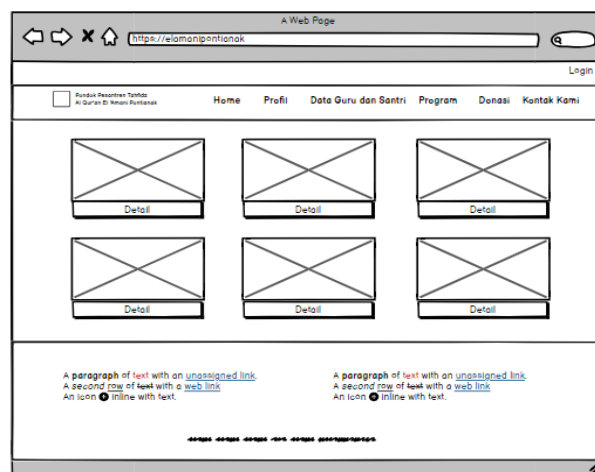 A Web Page
https://elamanipontianak
Login
Punduk Pesantren Tahfidz
Al Qur'an El Amani Puntianak
Home Profil Data Guru dan Santri Program Donasi Kontak Kami
Detail Detail Detail
Detail Detail Detail
A paragraph of text with an unassigned link.
A second row of text with a web link
An icon inline with text.
A paragraph of text with an unassigned link.
A second row of text with a web link
An icon inline with text.